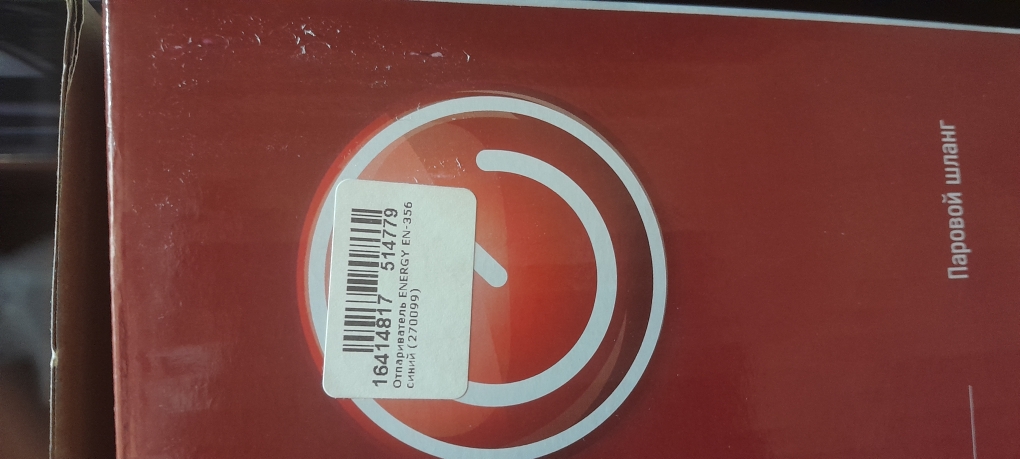 16414817 514779
Отпариватель ENERGY EN-356
синий (270099)
Паровой шланг